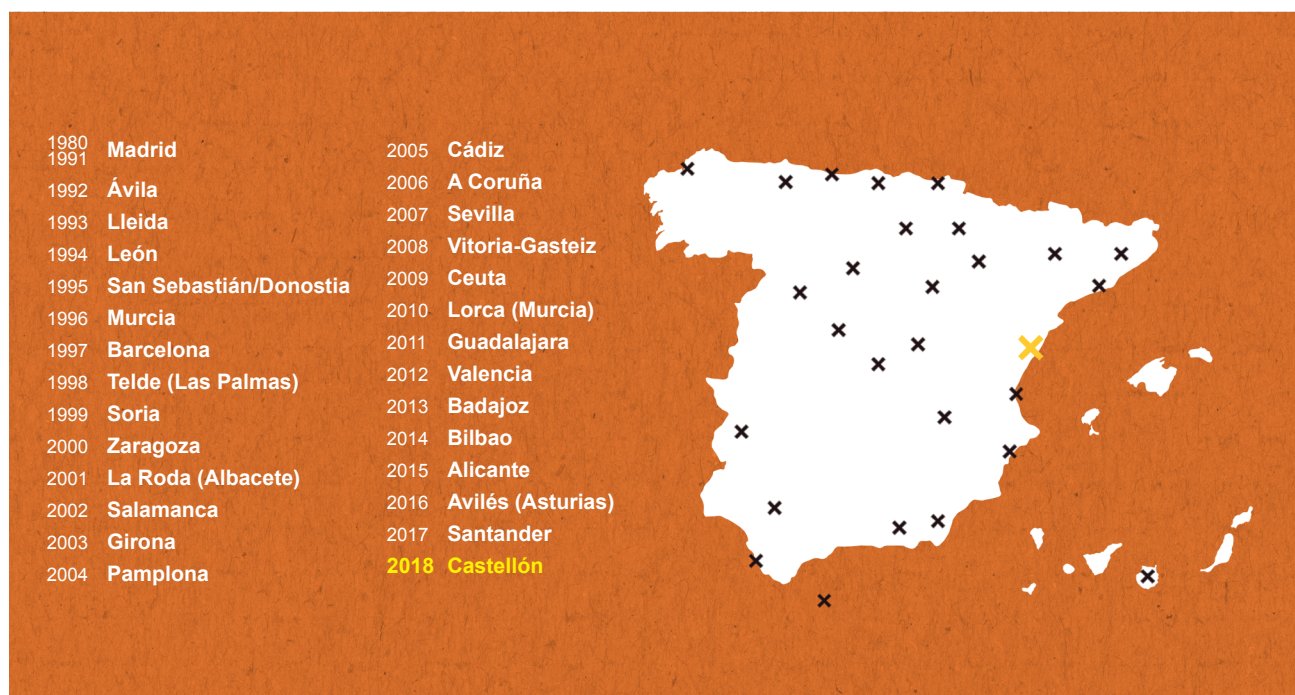 1980
1991 Madrid
1992 Ávila
1993 Lleida
1994 León
1995 San Sebastián/Donostia
1996 Murcia
1997 Barcelona
1998 Telde (Las Palmas)
1999 Soria
2000 Zaragoza
2001 La Roda (Albacete)
2002 Salamanca
2003 Girona
2004 Pamplona
2005 Cádiz
2006 A Coruña
2007 Sevilla
2008 Vitoria-Gasteiz
2009 Ceuta
2010 Lorca (Murcia)
2011 Guadalajara
2012 Valencia
2013 Badajoz
2014 Bilbao
2015 Alicante
2016 Avilés (Asturias)
2017 Santander
2018 Castellón